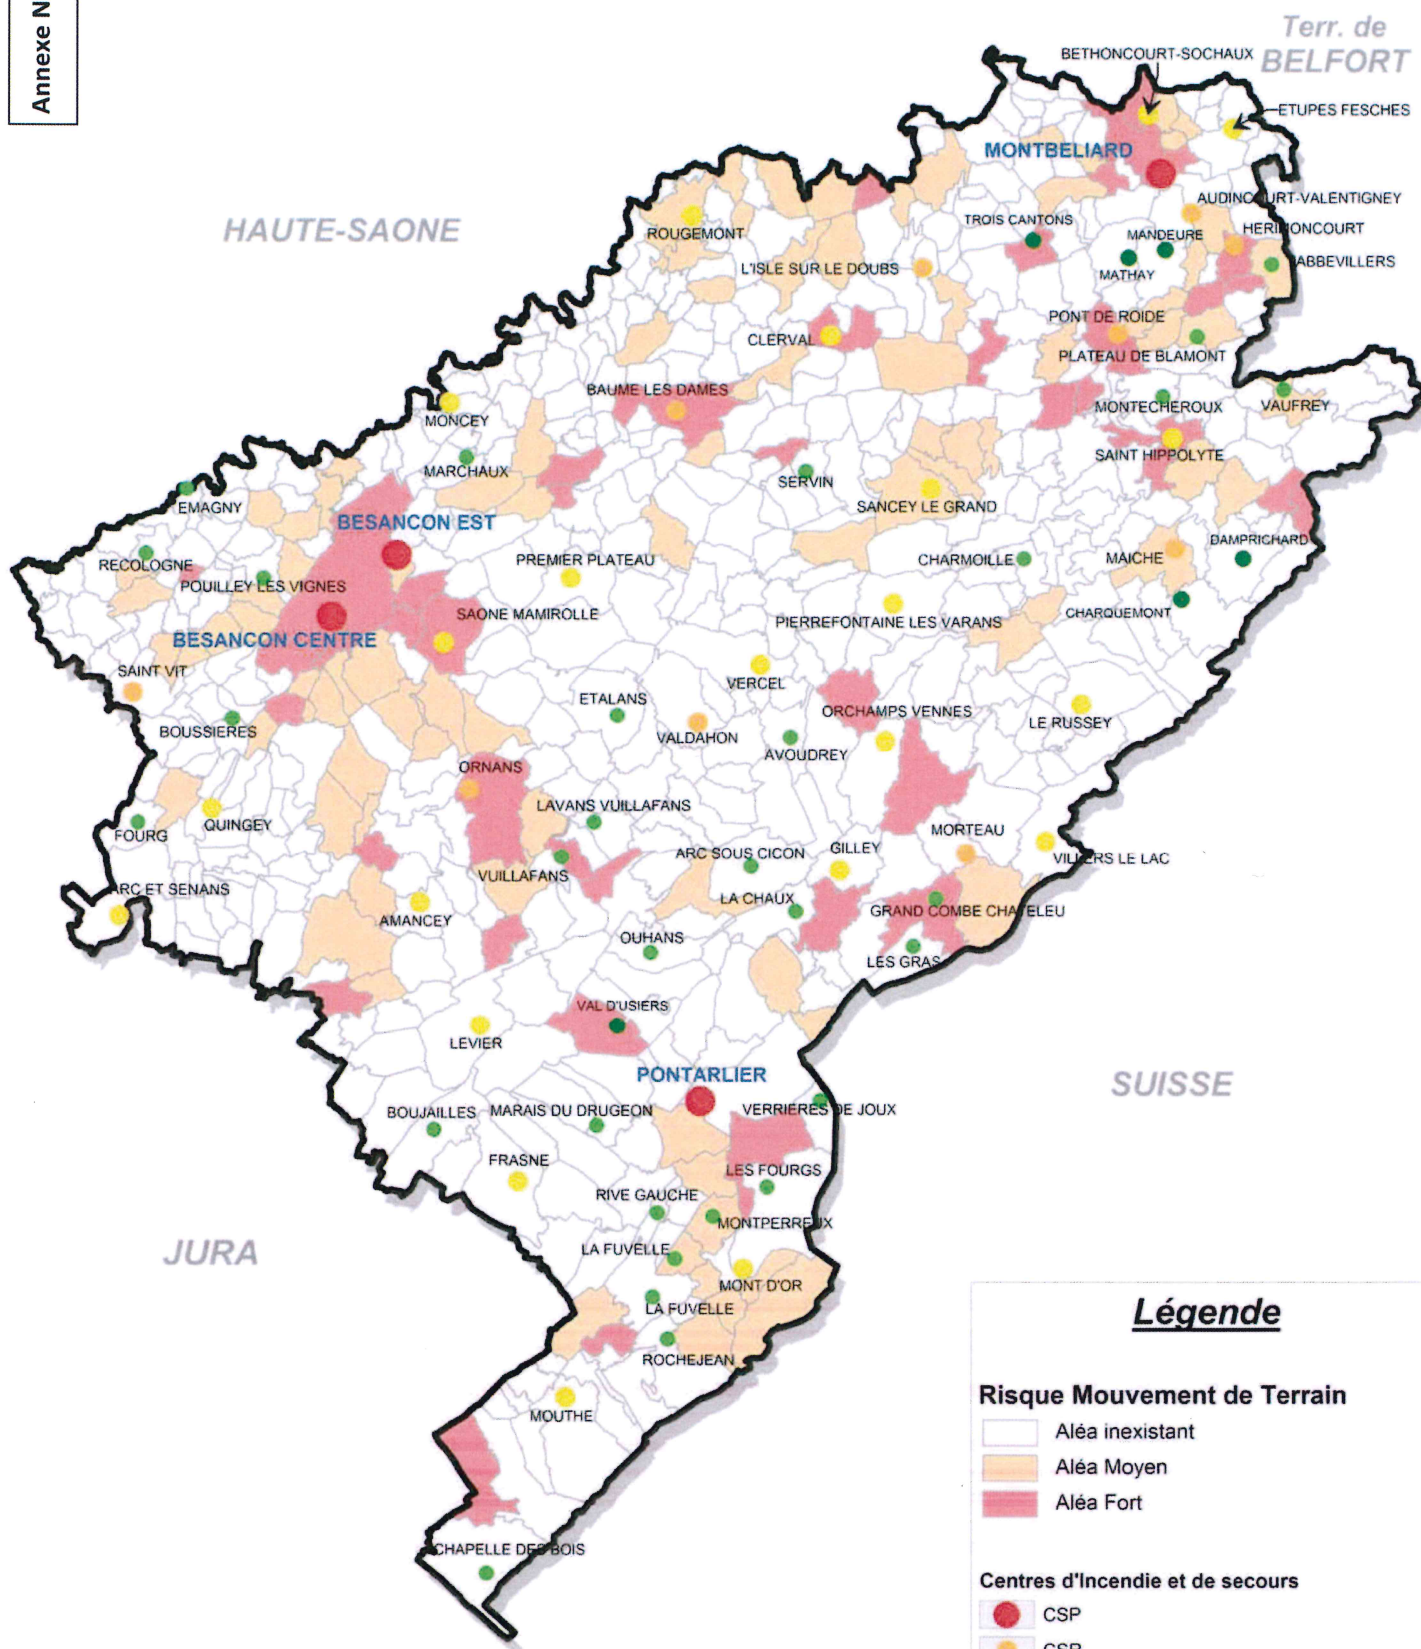 Annexe N
Terr. de
BELFORT
BETHONCOURT-SOCHAUX
ETUPES FESCHES
MONTBELIARD
AUDINCOURT-VALENTIGNEY
HAUTE-SAONE
ROUGEMONT
TROIS CANTONS
MANDEURE
HERIMONCOURT
L'ISLE SUR LE DOUBS
MATHAY
ABBEVILLERS
PONT DE ROIDE
CLERVAL
PLATEAU DE BLAMONT
BAUME LES DAMES
MONCEY
MONTECHEROUX
VAUFREY
MARCHAUX
SERVIN
SAINT HIPPOLYTE
EMAGNY
SANCEY LE GRAND
BESANCON EST
RECOLOGNE
PREMIER PLATEAU
CHARMOILLE
MAICHE
DAMPRICHARD
POUILLEY LES VIGNES
SAONE MAMIROLLE
PIERREFONTAINE LES VARANS
CHARQUEMONT
BESANCON CENTRE
SAINT VIT
VERCEL
ETALANS
ORCHAMPS VENNES
LE RUSSEY
BOUSSIERES
VALDAHON
AVOUDREY
ORNANS
LAVANS VUILLAFANS
FOURG
QUINGEY
MORTEAU
ARC SOUS CICON
GILLEY
VILLERS LE LAC
VUILLAFANS
ARC ET SENANS
LA CHAUX
AMANCEY
GRAND COMBE CHATELEU
OUHANS
LES GRAS
VAL D'USIERS
LEVIER
PONTARLIER
SUISSE
BOUJAILLES
MARAIS DU DRUGEON
VERRIERES DE JOUX
FRASNE
LES FOURGS
RIVE GAUCHE
MONTPERREUX
JURA
LA FUVELLE
MONT D'OR
LA FUVELLE
ROCHEJEAN
MOUTHE
CHAPELLE DES BOIS
Légende
Risque Mouvement de Terrain
Aléa inexistant
Aléa Moyen
Aléa Fort
Centres d'Incendie et de secours
CSP